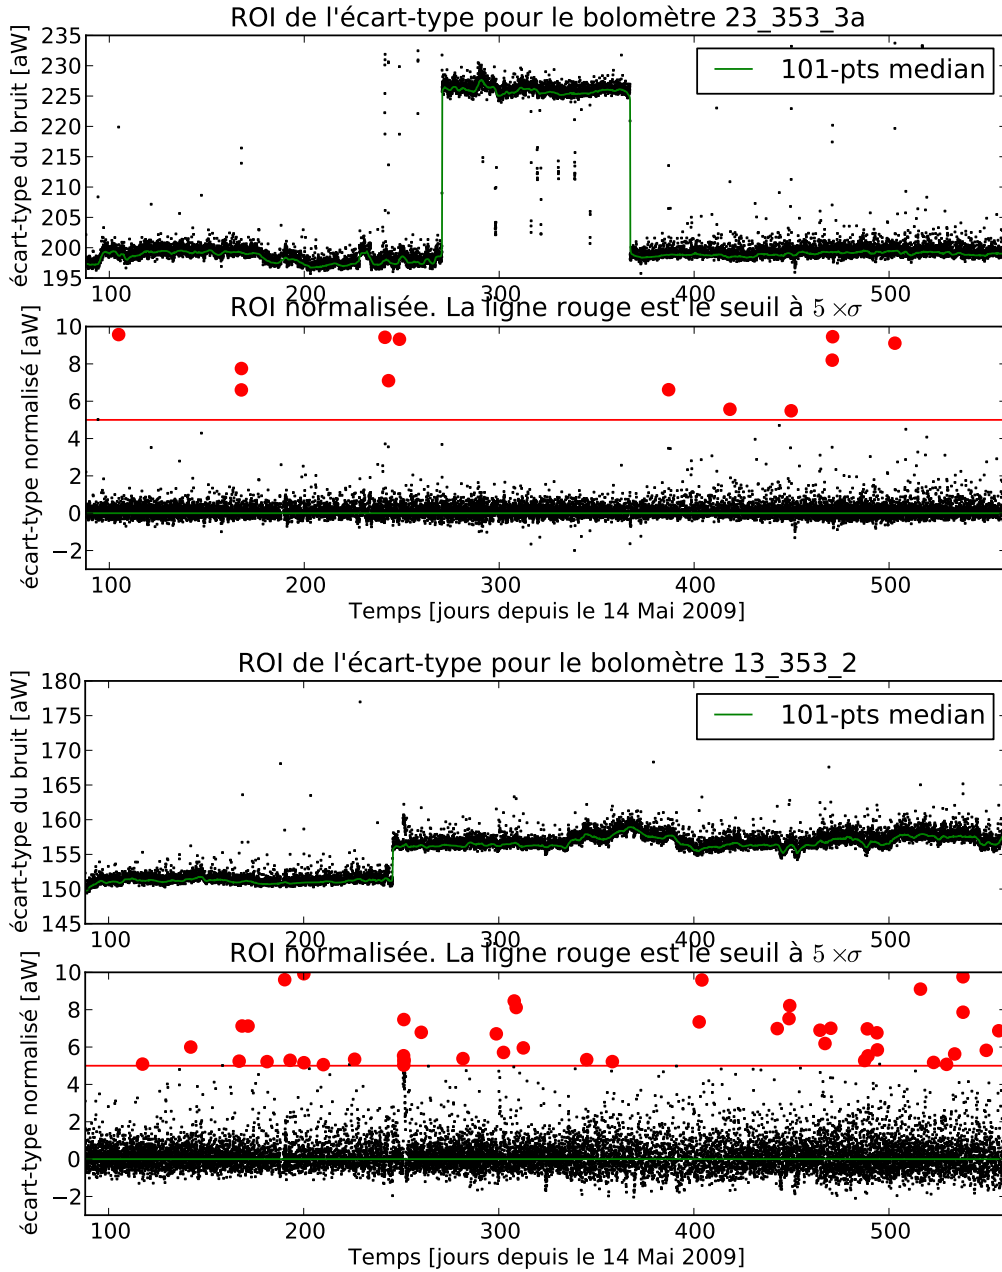 ROI de l'écart-type pour le bolomètre 23_353_3a
écart-type du bruit [aW]
235
230
225
220
215
210
205
200
195
101-pts median
100 200 300 400 500
ROI normalisée. La ligne rouge est le seuil à 5 ×σ
écart-type normalisé [aW]
10
8
6
4
2
0
−2
100 200 300 400 500
Temps [jours depuis le 14 Mai 2009]
ROI de l'écart-type pour le bolomètre 13_353_2
écart-type du bruit [aW]
180
175
170
165
160
155
150
145
101-pts median
100 200 300 400 500
ROI normalisée. La ligne rouge est le seuil à 5 ×σ
écart-type normalisé [aW]
10
8
6
4
2
0
−2
100 200 300 400 500
Temps [jours depuis le 14 Mai 2009]